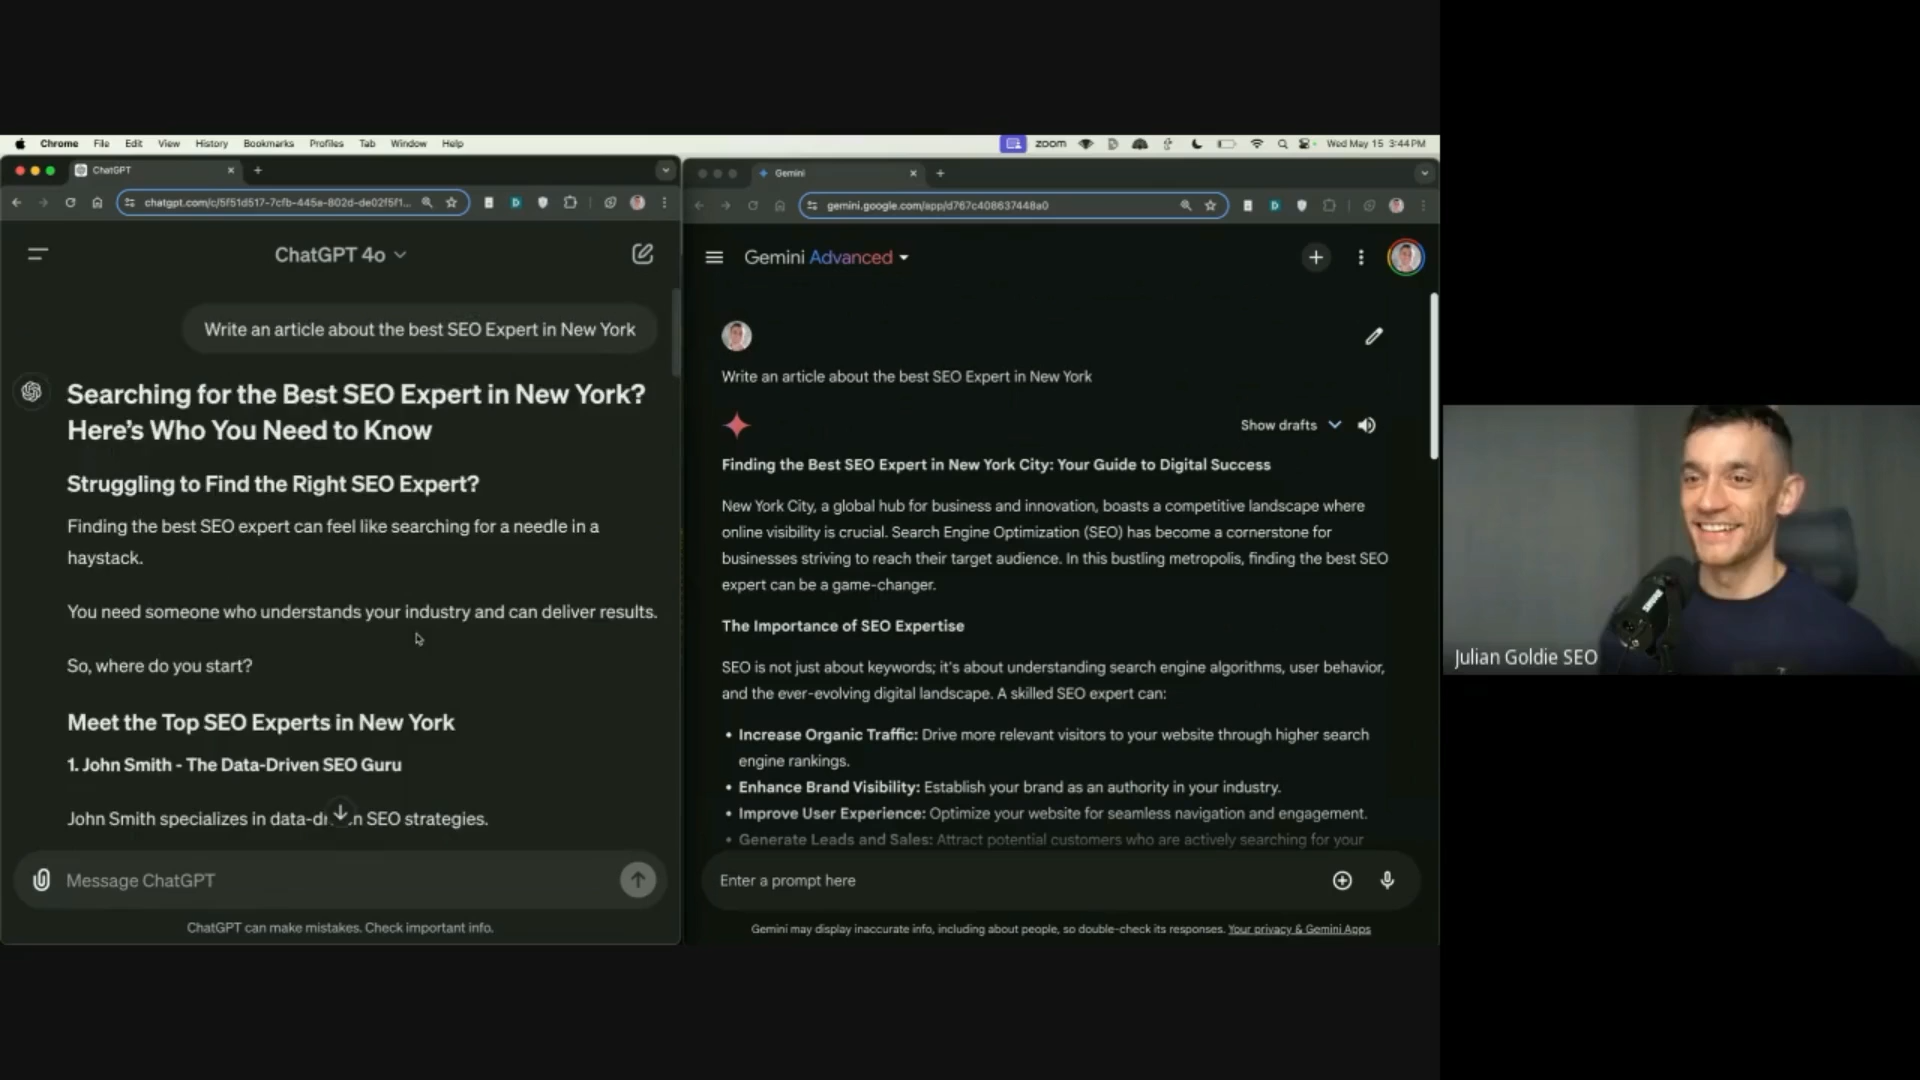 Chrome File Edit View History Bookmarks Profiles Tab Window Help
zoom
Wed May 15 3:44PM
ChatGPT
chatgpt.com/c/5f51d517-7cfb-445e-802d-de02f5f1...
ChatGPT 4o
Write an article about the best SEO Expert in New York
Searching for the Best SEO Expert in New York?
Here's Who You Need to Know
Struggling to Find the Right SEO Expert?
Finding the best SEO expert can feel like searching for a needle in a
haystack.
You need someone who understands your industry and can deliver results.
So, where do you start?
Meet the Top SEO Experts in New York
1. John Smith - The Data-Driven SEO Guru
John Smith specializes in data-dr n SEO strategies.
Message ChatGPT
ChatGPT can make mistakes. Check important info.
Gemini
gemini.google.com/app/d767c408637448a0
Gemini Advanced
Write an article about the best SEO Expert in New York
Show drafts
Finding the Best SEO Expert in New York City: Your Guide to Digital Success
New York City, a global hub for business and innovation, boasts a competitive landscape where
online visibility is crucial. Search Engine Optimization (SEO) has become a cornerstone for
businesses striving to reach their target audience. In this bustling metropolis, finding the best SEO
expert can be a game-changer.
The Importance of SEO Expertise
SEO is not just about keywords; it's about understanding search engine algorithms, user behavior,
and the ever-evolving digital landscape. A skilled SEO expert can:
• Increase Organic Traffic: Drive more relevant visitors to your website through higher search
engine rankings.
• Enhance Brand Visibility: Establish your brand as an authority in your industry.
• Improve User Experience: Optimize your website for seamless navigation and engagement.
• Generate Leads and Sales: Attract potential customers who are actively searching for your
Enter a prompt here
Gemini may display inaccurate info, including about people, so double-check its responses. Your privacy & Gemini Apps
SHURE
Julian Goldie SEO